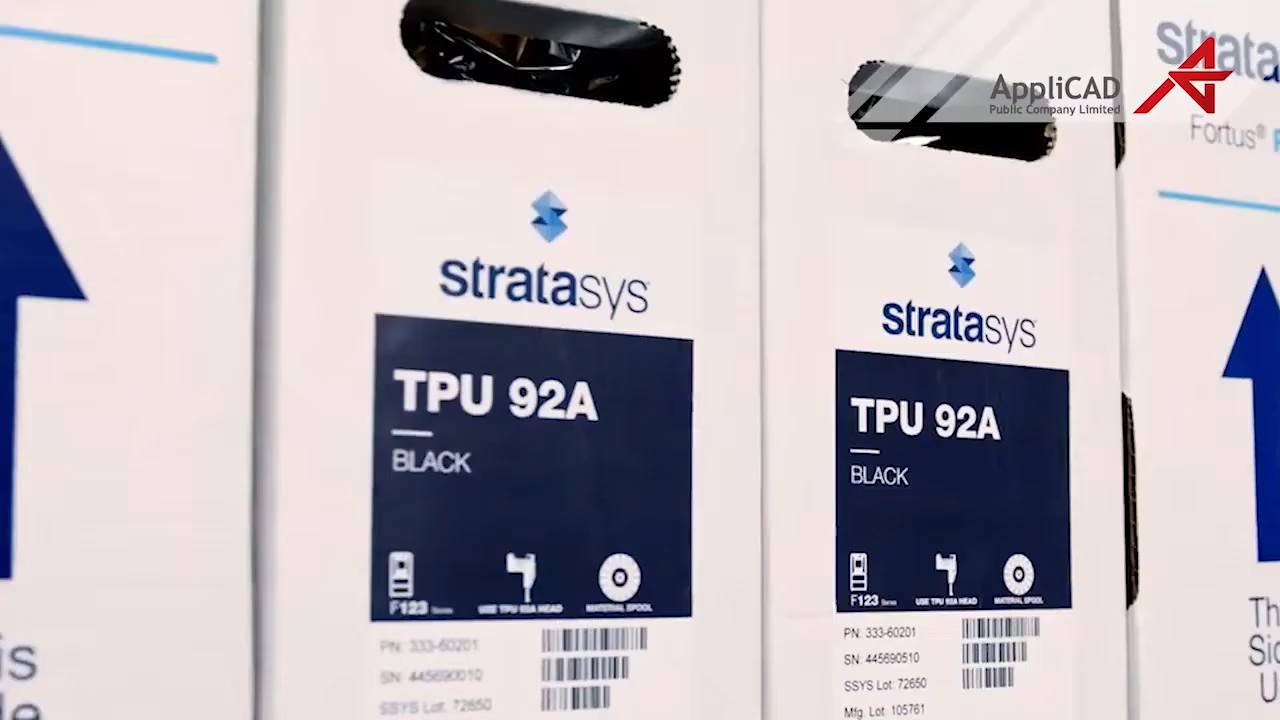 AppliCAD
Public Company Limited
Strata
Fortus®
stratasys
TPU 92A
BLACK
F123 Series
USE TPU 92A HEAD
MATERIAL SPOOL
PN: 333-60201
SSYS Lot: 72650
stratasys
TPU 92A
BLACK
F123 Series
USE TPU 92A HEAD
MATERIAL SPOOL
PN: 333-60201
SN: 445690510
SSYS Lot: 72650
Mfg. Lot: 105761